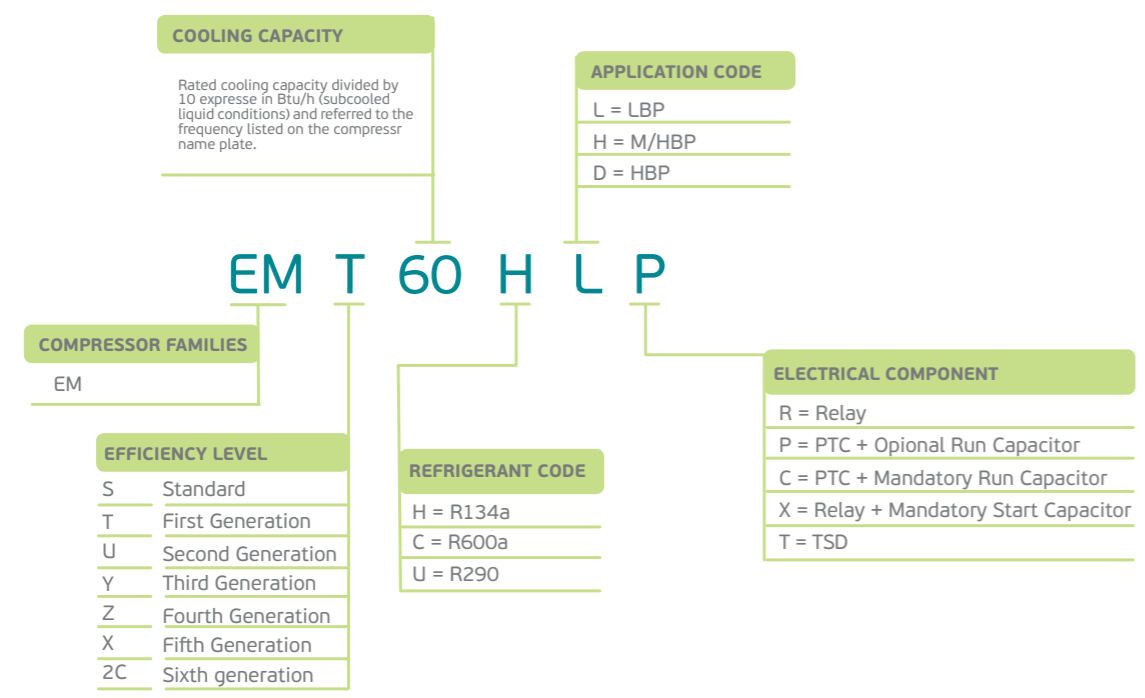 COOLING CAPACITY
Rated cooling capacity divided by
10 expresse in Btu/h (subcooled
liquid conditions) and referred to the
frequency listed on the compressr
name plate.
APPLICATION CODE
L = LBP
H = M/HBP
D = HBP
EM T 60 H L P
COMPRESSOR FAMILIES
EM
EFFICIENCY LEVEL
S Standard
T First Generation
U Second Generation
Y Third Generation
Z Fourth Generation
X Fifth Generation
2C Sixth generation
REFRIGERANT CODE
H = R134a
C = R600a
U = R290
ELECTRICAL COMPONENT
R = Relay
P = PTC + Opional Run Capacitor
C = PTC + Mandatory Run Capacitor
X = Relay + Mandatory Start Capacitor
T = TSD